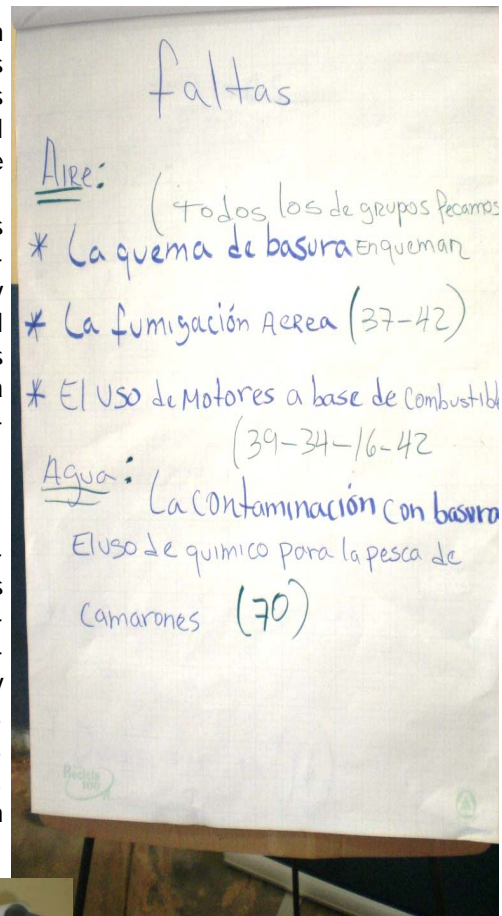 faltas
Aire:
(Todos los de grupos Pecamos
* La quema de basura enqueman
* La fumigación Aerea (37-42)
* El uso de Motores a base de Combustibl
(39-34-16-42
Agua: La contaminación con basura
El uso de quimico para la pesca de
camarones (70)
Recicla
100